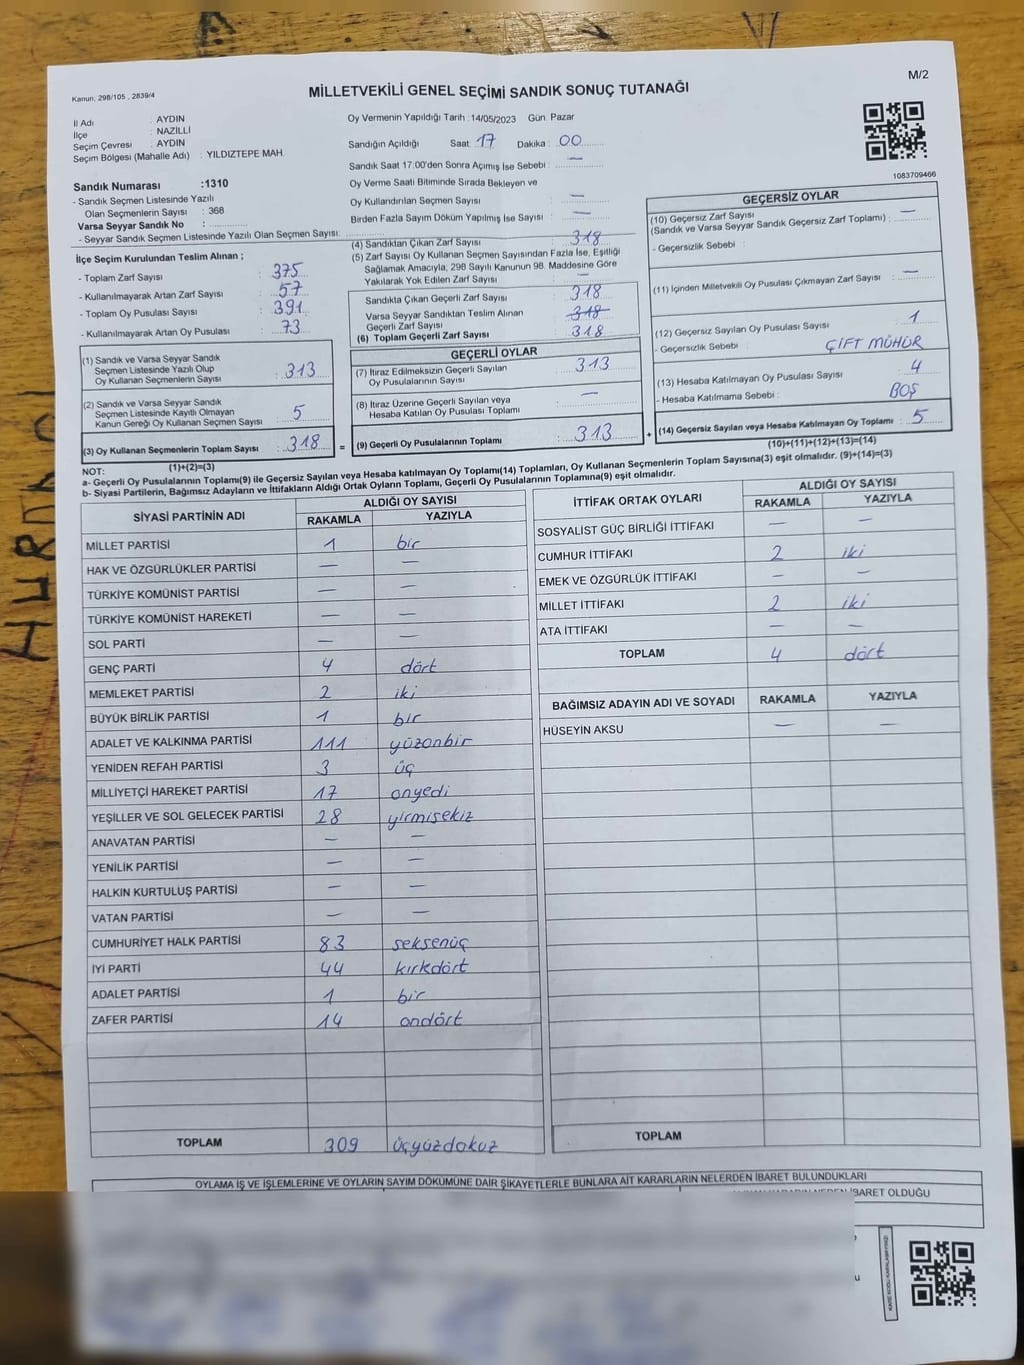 Kanun, 298/105 , 2839/4
M/2
MİLLETVEKİLİ GENEL SEÇİMİ SANDIK SONUÇ TUTANAĞI
İl Adı : AYDIN
İlçe : NAZİLLİ
Seçim Çevresi : AYDIN
Seçim Bölgesi (Mahalle Adı) : YILDIZTEPE MAH.
Sandık Numarası :1310
- Sandık Seçmen Listesinde Yazılı
Olan Seçmenlerin Sayısı : 368
Varsa Seyyar Sandık No :
- Seyyar Sandık Seçmen Listesinde Yazılı Olan Seçmen Sayısı:
Oy Vermenin Yapıldığı Tarih : 14/05/2023 Gün: Pazar
Sandığın Açıldığı Saat: 17 Dakika : 00
Sandık Saat 17:00'den Sonra Açımış İse Sebebi : —
Oy Verme Saati Bitiminde Sırada Bekleyen ve
Oy Kullandırılan Seçmen Sayısı : —
Birden Fazla Sayım Döküm Yapılmış İse Sayısı : —
1083709466
İlçe Seçim Kurulundan Teslim Alınan ;
- Toplam Zarf Sayısı : 375
- Kullanılmayarak Artan Zarf Sayısı : 57
- Toplam Oy Pusulası Sayısı : 391
- Kullanılmayarak Artan Oy Pusulası : 73
(1) Sandık ve Varsa Seyyar Sandık
Seçmen Listesinde Yazılı Olup
Oy Kullanan Seçmenlerin Sayısı : 313
(2) Sandık ve Varsa Seyyar Sandık
Seçmen Listesinde Kayıtlı Olmayan
Kanun Gereği Oy Kullanan Seçmen Sayısı : 5
(3) Oy Kullanan Seçmenlerin Toplam Sayısı : 318 =
(1)+(2)=(3)
(4) Sandıktan Çıkan Zarf Sayısı : 318
(5) Zarf Sayısı Oy Kullanan Seçmen Sayısından Fazla İse, Eşitliği
Sağlamak Amacıyla, 298 Sayılı Kanunun 98. Maddesine Göre
Yakılarak Yok Edilen Zarf Sayısı : —
Sandıkta Çıkan Geçerli Zarf Sayısı : 318
Varsa Seyyar Sandıktan Teslim Alınan
Geçerli Zarf Sayısı : 318
(6) Toplam Geçerli Zarf Sayısı : 318
GEÇERLİ OYLAR
(7) İtiraz Edilmeksizin Geçerli Sayılan
Oy Pusulalarının Sayısı : 313
(8) İtiraz Üzerine Geçerli Sayılan veya
Hesaba Katılan Oy Pusulası Toplamı : —
(9) Geçerli Oy Pusulalarının Toplamı : 313 +
GEÇERSİZ OYLAR
(10) Geçersiz Zarf Sayısı
(Sandık ve Varsa Seyyar Sandık Geçersiz Zarf Toplamı) : —
- Geçersizlik Sebebi :
(11) İçinden Milletvekili Oy Pusulası Çıkmayan Zarf Sayısı : —
(12) Geçersiz Sayılan Oy Pusulası Sayısı : 1
- Geçersizlik Sebebi : ÇİFT MÜHÜR
(13) Hesaba Katılmayan Oy Pusulası Sayısı : 4
- Hesaba Katılmama Sebebi : BOŞ
(14) Geçersiz Sayılan veya Hesaba Katılmayan Oy Toplamı : 5
(10)+(11)+(12)+(13)=(14)
NOT:
a- Geçerli Oy Pusulalarının Toplamı(9) ile Geçersiz Sayılan veya Hesaba katılmayan Oy Toplamı(14) Toplamları, Oy Kullanan Seçmenlerin Toplam Sayısına(3) eşit olmalıdır. (9)+(14)=(3)
b- Siyasi Partilerin, Bağımsız Adayların ve İttifakların Aldığı Ortak Oyların Toplamı, Geçerli Oy Pusulalarının Toplamına(9) eşit olmalıdır.
SİYASİ PARTİNİN ADI ALDIĞI OY SAYISI
RAKAMLA YAZIYLA
MİLLET PARTİSİ 1 bir
HAK VE ÖZGÜRLÜKLER PARTİSİ — —
TÜRKİYE KOMÜNİST PARTİSİ — —
TÜRKİYE KOMÜNİST HAREKETİ — —
SOL PARTİ — —
GENÇ PARTİ 4 dört
MEMLEKET PARTİSİ 2 iki
BÜYÜK BİRLİK PARTİSİ 1 bir
ADALET VE KALKINMA PARTİSİ 111 yüzonbir
YENİDEN REFAH PARTİSİ 3 üç
MİLLİYETÇİ HAREKET PARTİSİ 17 onyedi
YEŞİLLER VE SOL GELECEK PARTİSİ 28 yirmisekiz
ANAVATAN PARTİSİ — —
YENİLİK PARTİSİ — —
HALKIN KURTULUŞ PARTİSİ — —
VATAN PARTİSİ — —
CUMHURİYET HALK PARTİSİ 83 seksenüç
İYİ PARTİ 44 kırkdört
ADALET PARTİSİ 1 bir
ZAFER PARTİSİ 14 ondört
TOPLAM 309 üçyüzdokuz
İTTİFAK ORTAK OYLARI ALDIĞI OY SAYISI
RAKAMLA YAZIYLA
SOSYALİST GÜÇ BİRLİĞİ İTTİFAKI — —
CUMHUR İTTİFAKI 2 iki
EMEK VE ÖZGÜRLÜK İTTİFAKI — —
MİLLET İTTİFAKI 2 iki
ATA İTTİFAKI — —
TOPLAM 4 dört
BAĞIMSIZ ADAYIN ADI VE SOYADI RAKAMLA YAZIYLA
HÜSEYİN AKSU — —
TOPLAM
OYLAMA İŞ VE İŞLEMLERİNE VE OYLARIN SAYIM DÖKÜMÜNE DAİR ŞİKAYETLERLE BUNLARA AİT KARARLARIN NELERDEN İBARET BULUNDUKLARI
İBARET OLDUĞU